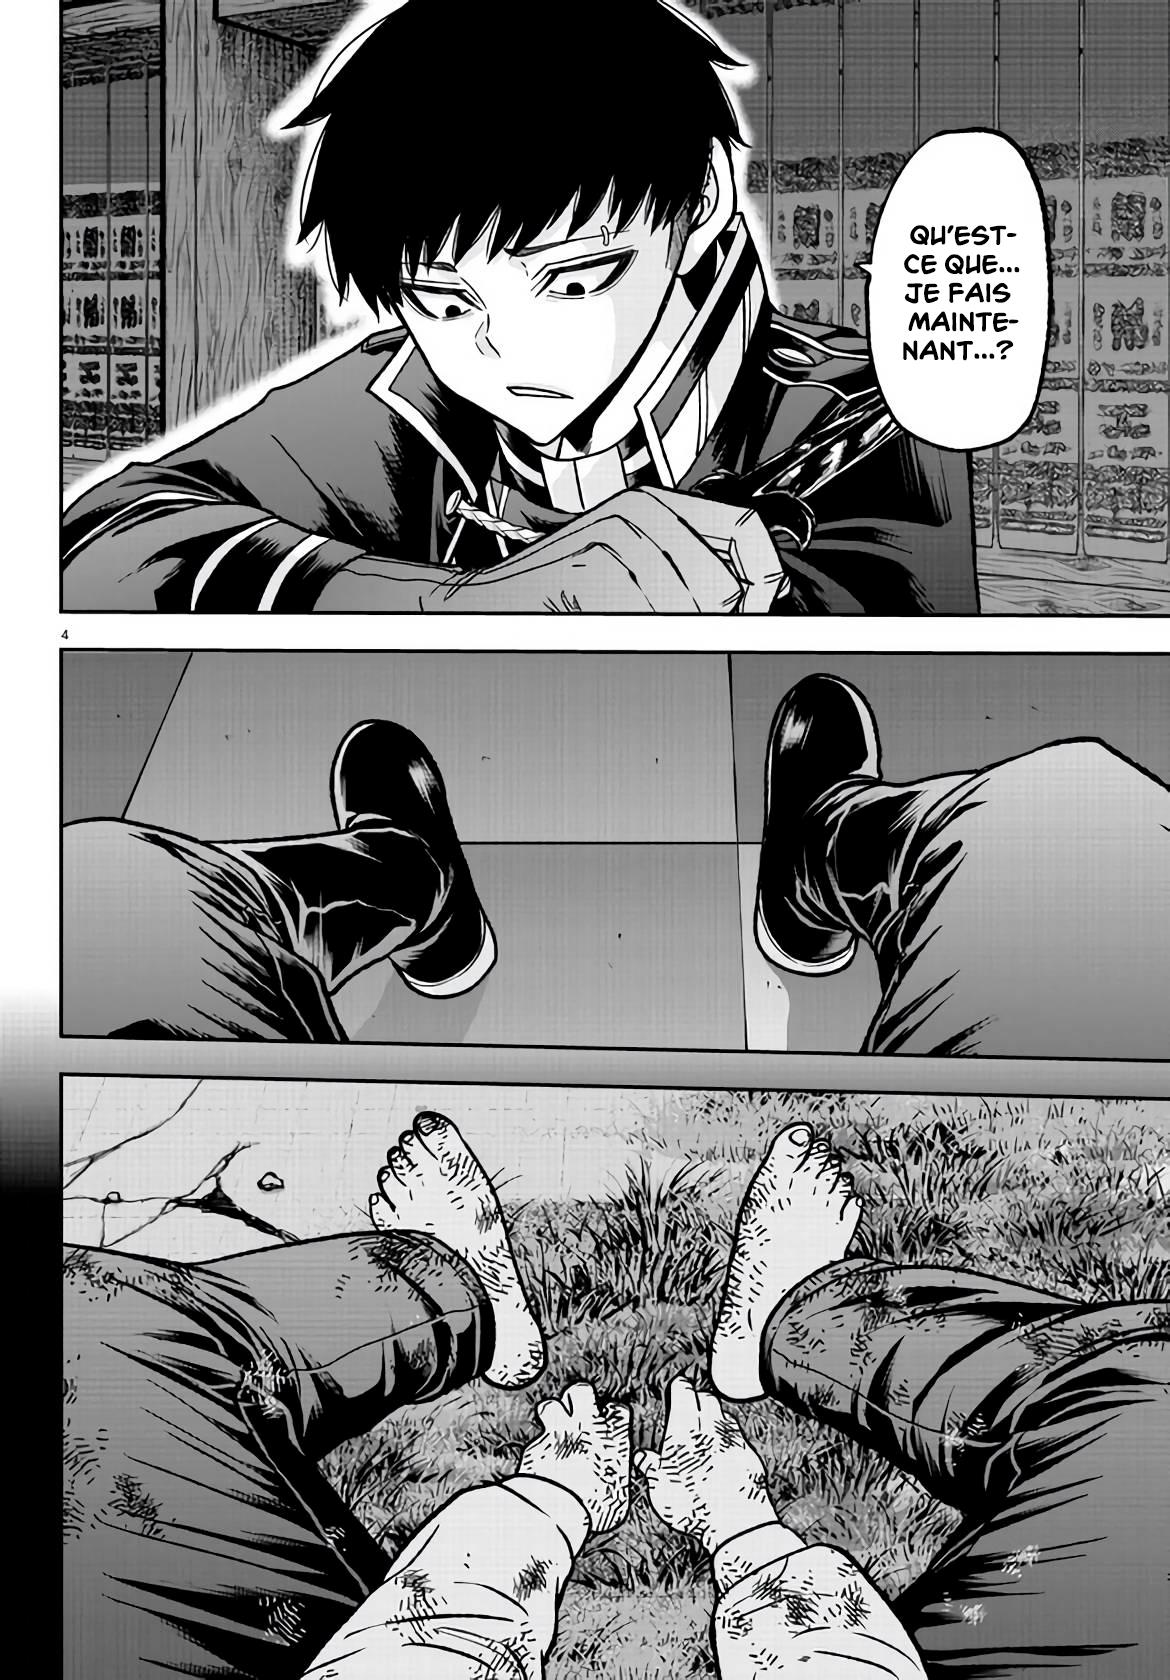 QU'EST-
CE QUE...
JE FAIS
MAINTE-
NANT...?
4